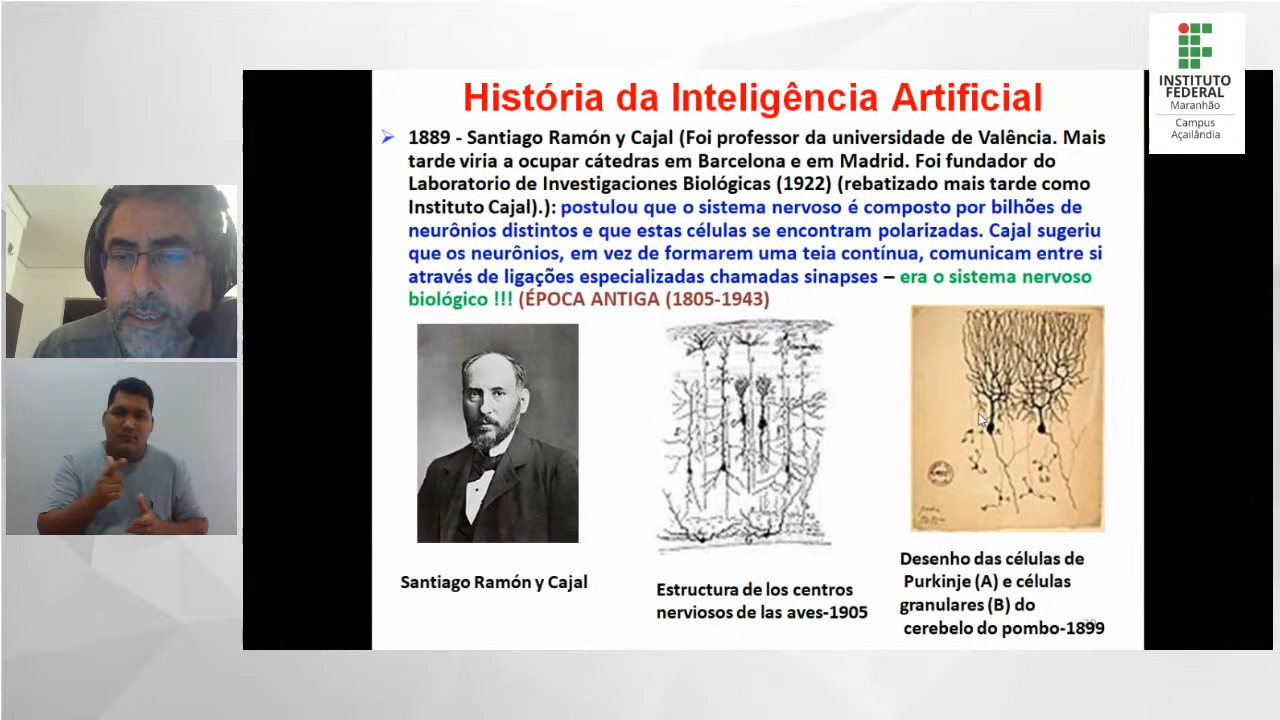 História da Inteligência Artificial
1889 - Santiago Ramón y Cajal (Foi professor da universidade de Valência. Mais
tarde viria a ocupar cátedras em Barcelona e em Madrid. Foi fundador do
Laboratorio de Investigaciones Biológicas (1922) (rebatizado mais tarde como
Instituto Cajal).): postulou que o sistema nervoso é composto por bilhões de
neurônios distintos e que estas células se encontram polarizadas. Cajal sugeriu
que os neurônios, em vez de formarem uma teia contínua, comunicam entre si
através de ligações especializadas chamadas sinapses – era o sistema nervoso
biológico !!! (ÉPOCA ANTIGA (1805-1943)
Santiago Ramón y Cajal
Estructura de los centros
nerviosos de las aves-1905
Desenho das células de
Purkinje (A) e células
granulares (B) do
cerebelo do pombo-1899
INSTITUTO
FEDERAL
Maranhão
Campus
Açailândia